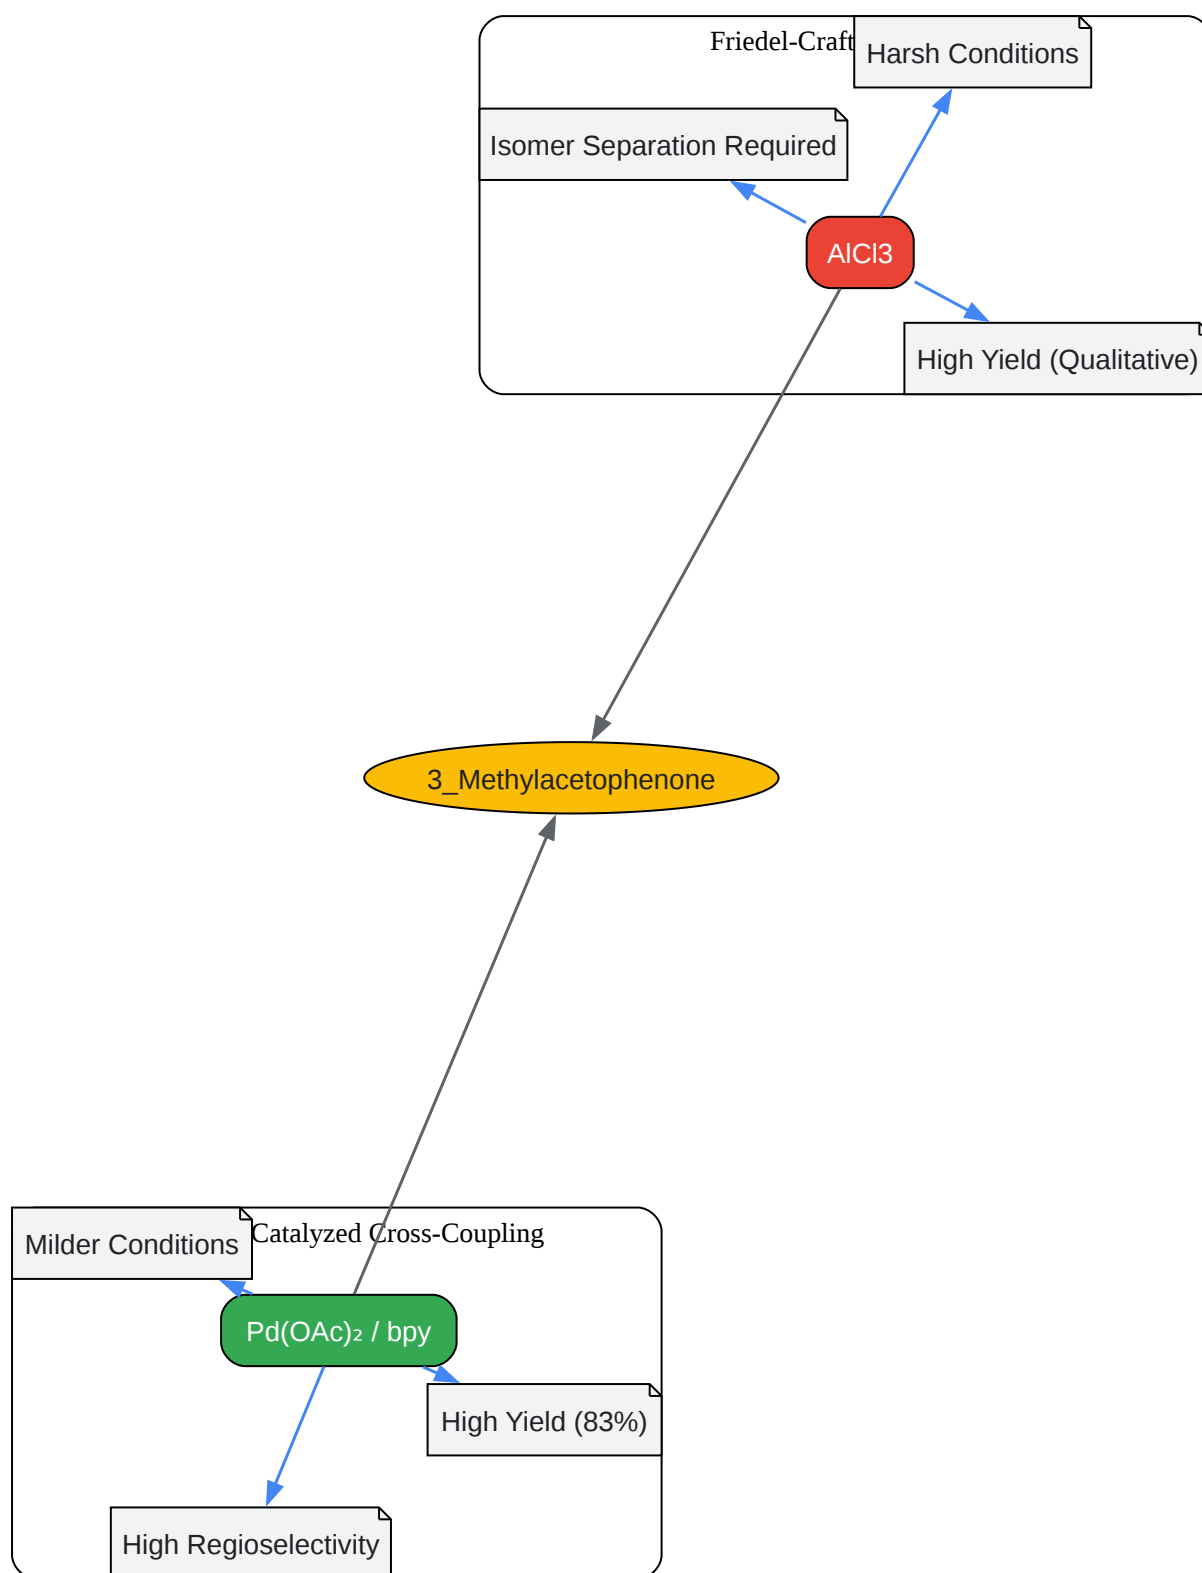 Friedel-Craft
Harsh Conditions
Isomer Separation Required
AlCl3
High Yield (Qualitative)
3_Methylacetophenone
Catalyzed Cross-Coupling
Milder Conditions
Pd(OAc)₂ / bpy
High Yield (83%)
High Regioselectivity